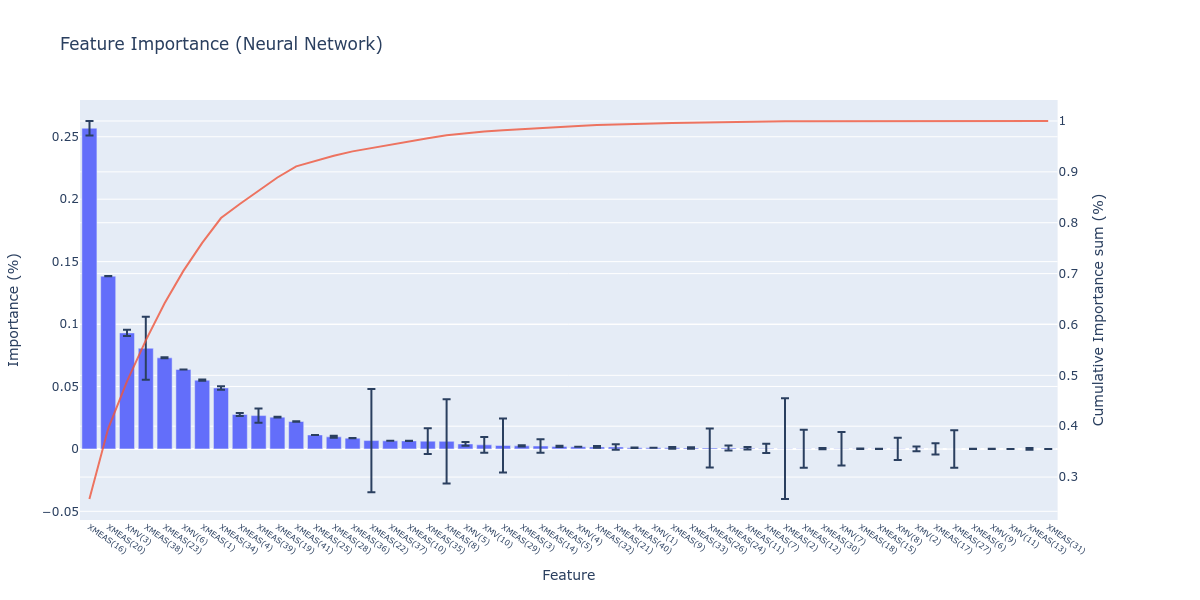 Feature Importance (Neural Network)
Importance (%)
0.25
0.2
0.15
0.1
0.05
0
−0.05
1
0.9
0.8
0.7
0.6
0.5
0.4
0.3
Cumulative Importance sum (%)
XMEAS(16)
XMEAS(20)
XMV(3)
XMEAS(38)
XMEAS(23)
XMV(6)
XMEAS(1)
XMEAS(34)
XMEAS(4)
XMEAS(39)
XMEAS(19)
XMEAS(41)
XMEAS(25)
XMEAS(28)
XMEAS(36)
XMEAS(22)
XMEAS(37)
XMEAS(10)
XMEAS(35)
XMEAS(8)
XMV(5)
XMV(10)
XMEAS(29)
XMEAS(3)
XMEAS(14)
XMEAS(5)
XMV(4)
XMEAS(32)
XMEAS(21)
XMEAS(40)
XMV(1)
XMEAS(9)
XMEAS(33)
XMEAS(26)
XMEAS(24)
XMEAS(11)
XMEAS(7)
XMEAS(2)
XMEAS(12)
XMEAS(30)
XMV(7)
XMEAS(18)
XMEAS(15)
XMV(8)
XMV(2)
XMEAS(17)
XMEAS(27)
XMEAS(6)
XMV(9)
XMV(11)
XMEAS(13)
XMEAS(31)
Feature